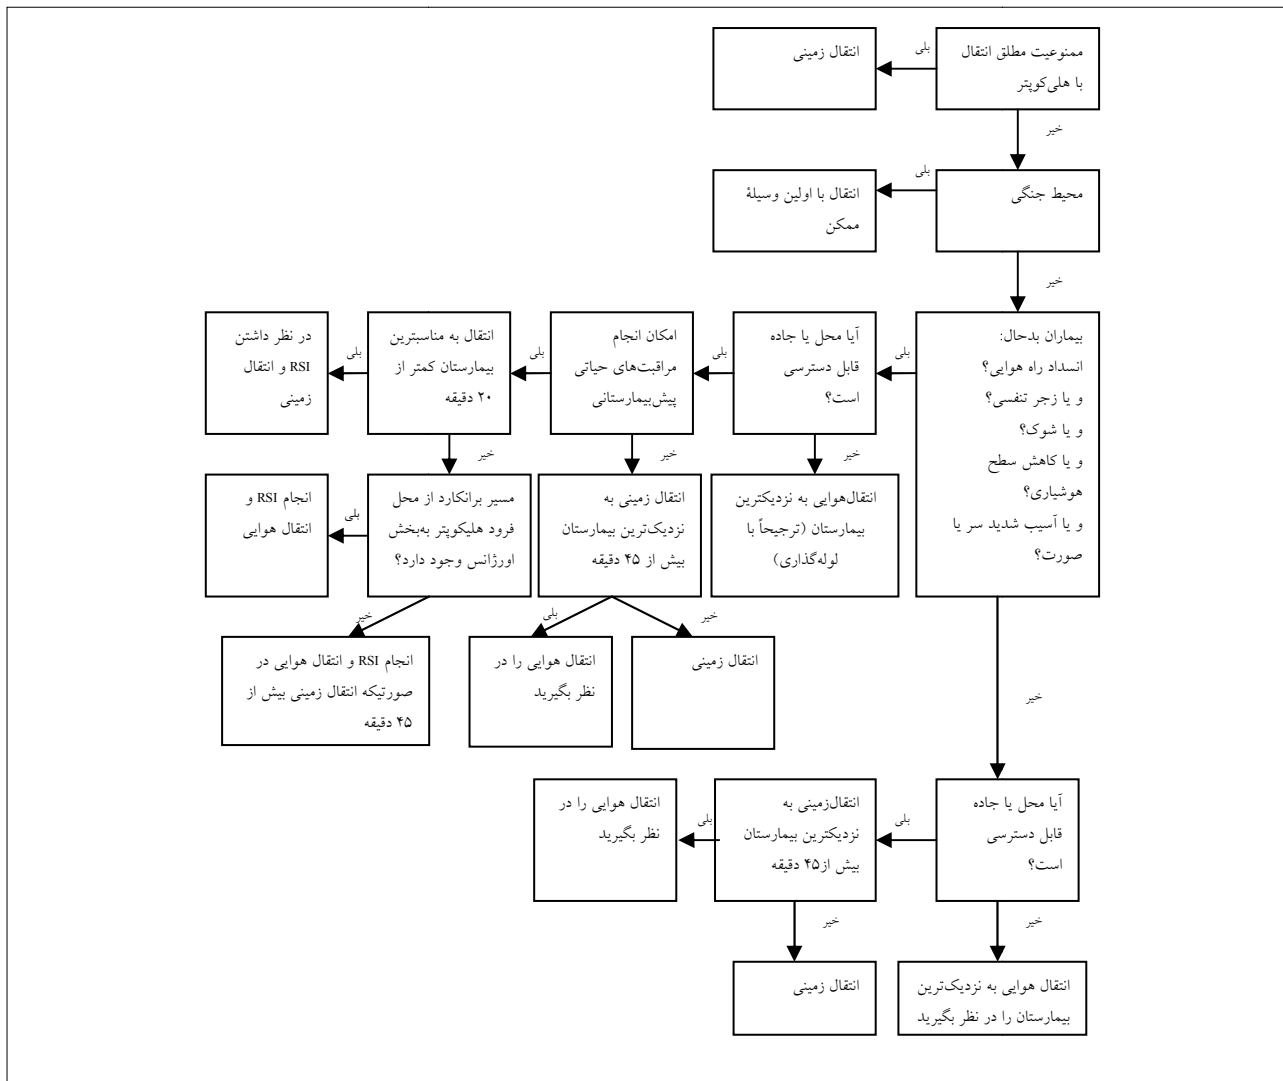 ممنوعیت مطلق انتقال
با هلی‌کوپتر
بلی
انتقال زمینی
خیر
محیط جنگی
بلی
انتقال با اولین وسیلۀ
ممکن
خیر
بیماران بدحال:
انسداد راه هوایی؟
و یا زجر تنفسی؟
و یا شوک؟
و یا کاهش سطح
هوشیاری؟
و یا آسیب شدید سر یا
صورت؟
بلی
آیا محل یا جاده
قابل دسترسی
است؟
بلی
امکان انجام
مراقبت‌های حیاتی
پیش‌بیمارستانی
بلی
انتقال به مناسبترین
بیمارستان کمتر از
۲۰ دقیقه
بلی
در نظر داشتن
RSI و انتقال
زمینی
خیر
خیر
خیر
انتقال‌هوایی به نزدیکترین
بیمارستان (ترجیحاً با
لوله‌گذاری)
انتقال زمینی به
نزدیک‌ترین بیمارستان
بیش از ۴۵ دقیقه
مسیر برانکارد از محل
فرود هلیکوپتر به‌بخش
اورژانس وجود دارد؟
بلی
انجام RSI و
انتقال هوایی
خیر
بلی
خیر
انتقال زمینی
انتقال هوایی را در
نظر بگیرید
انجام RSI و انتقال هوایی در
صورتیکه انتقال زمینی بیش از
۴۵ دقیقه
خیر
آیا محل یا جاده
قابل دسترسی
است؟
بلی
انتقال‌زمینی به
نزدیکترین بیمارستان
بیش از۴۵ دقیقه
بلی
انتقال هوایی را در
نظر بگیرید
خیر
خیر
انتقال هوایی به نزدیک‌ترین
بیمارستان را در نظر بگیرید
انتقال زمینی